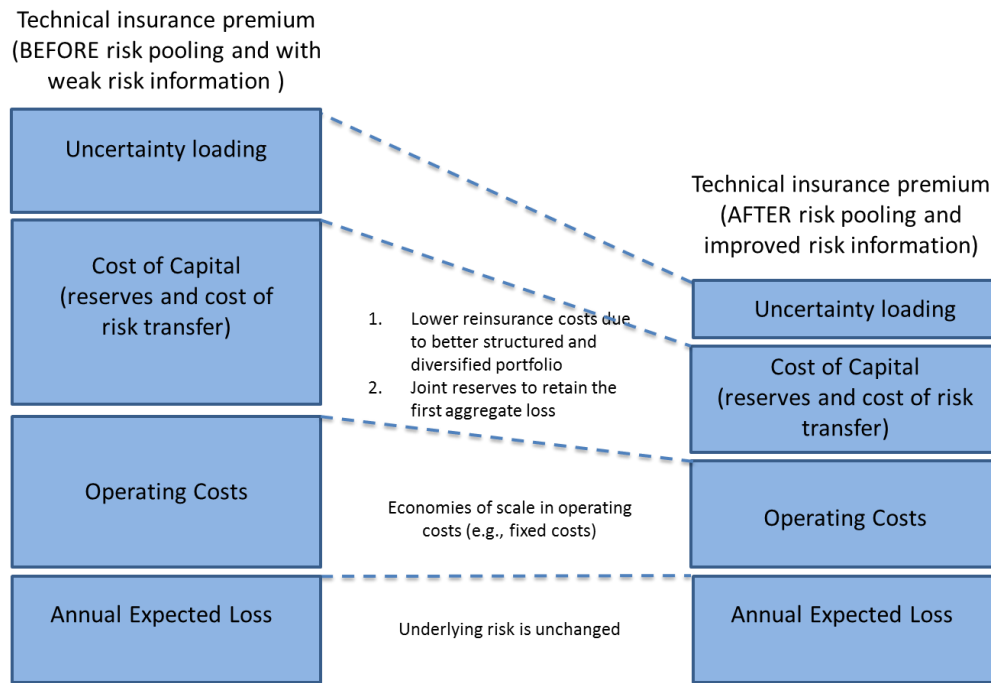 Technical insurance premium
(BEFORE risk pooling and with
weak risk information )
Uncertainty loading
Cost of Capital
(reserves and cost of
risk transfer)
Operating Costs
Annual Expected Loss
1. Lower reinsurance costs due
to better structured and
diversified portfolio
2. Joint reserves to retain the
first aggregate loss
Economies of scale in operating
costs (e.g., fixed costs)
Underlying risk is unchanged
Technical insurance premium
(AFTER risk pooling and
improved risk information)
Uncertainty loading
Cost of Capital
(reserves and cost of risk
transfer)
Operating Costs
Annual Expected Loss